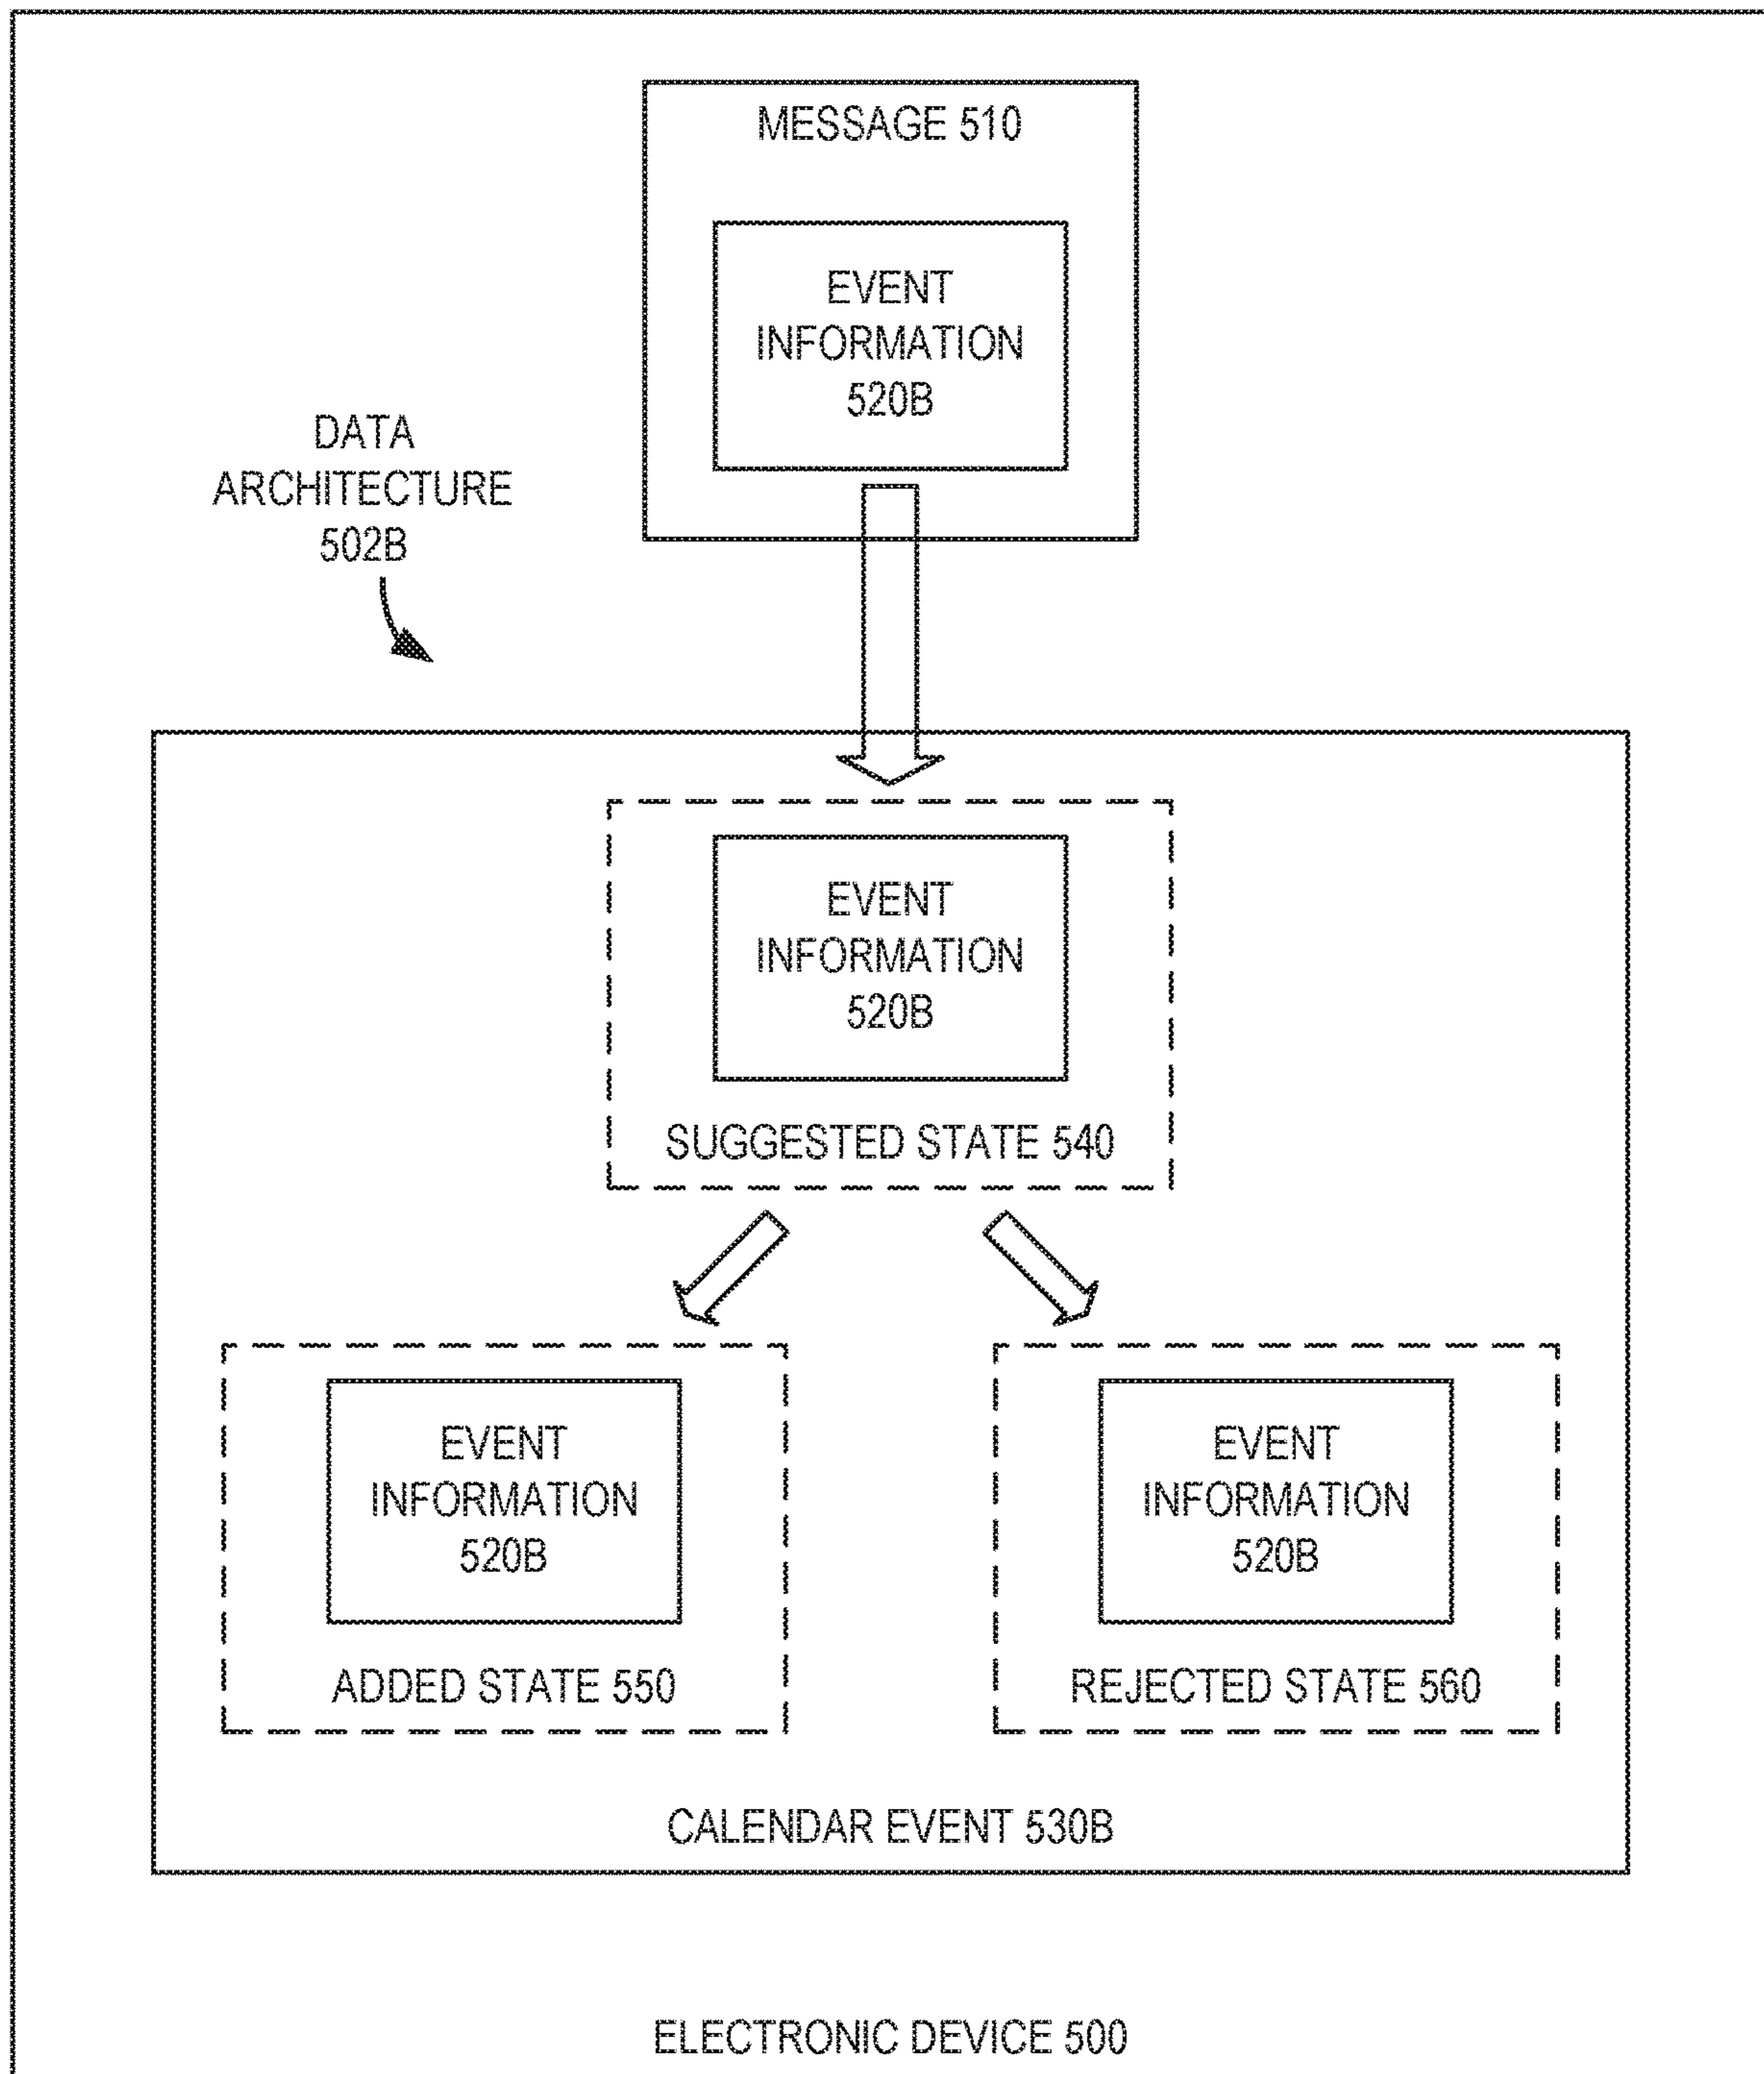 MESSAGE 510
EVENT
INFORMATION
520B
DATA
ARCHITECTURE
502B
EVENT
INFORMATION
520B
SUGGESTED STATE 540
EVENT
INFORMATION
520B
ADDED STATE 550
EVENT
INFORMATION
520B
REJECTED STATE 560
CALENDAR EVENT 530B
ELECTRONIC DEVICE 500